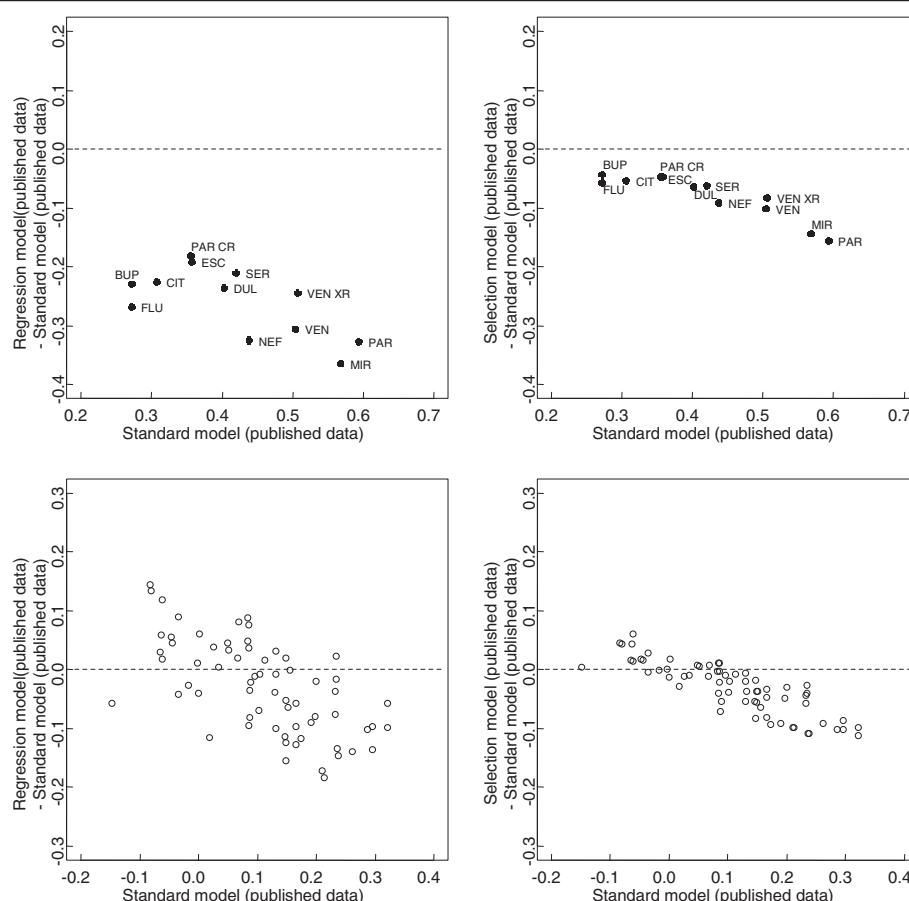 Regression model(published data)
- Standard model (published data)
0.2
0.1
0.0
-0.1
-0.2
-0.3
-0.4
PAR CR
ESC
BUP
CIT
SER
DUL
FLU
VEN XR
NEF
VEN
PAR
MIR
0.2 0.3 0.4 0.5 0.6 0.7
Standard model (published data)
Selection model (published data)
- Standard model (published data)
0.2
0.1
0.0
-0.1
-0.2
-0.3
-0.4
BUP
PAR CR
FLU
CIT
ESC
DUL
SER
NEF
VEN XR
VEN
MIR
PAR
0.2 0.3 0.4 0.5 0.6 0.7
Standard model (published data)
Regression model(published data)
- Standard model (published data)
0.3
0.2
0.1
0.0
-0.1
-0.2
-0.3
-0.2 -0.1 0.0 0.1 0.2 0.3 0.4
Standard model (published data)
Selection model (published data)
- Standard model (published data)
0.3
0.2
0.1
0.0
-0.1
-0.2
-0.3
-0.2 -0.1 0.0 0.1 0.2 0.3 0.4
Standard model (published data)